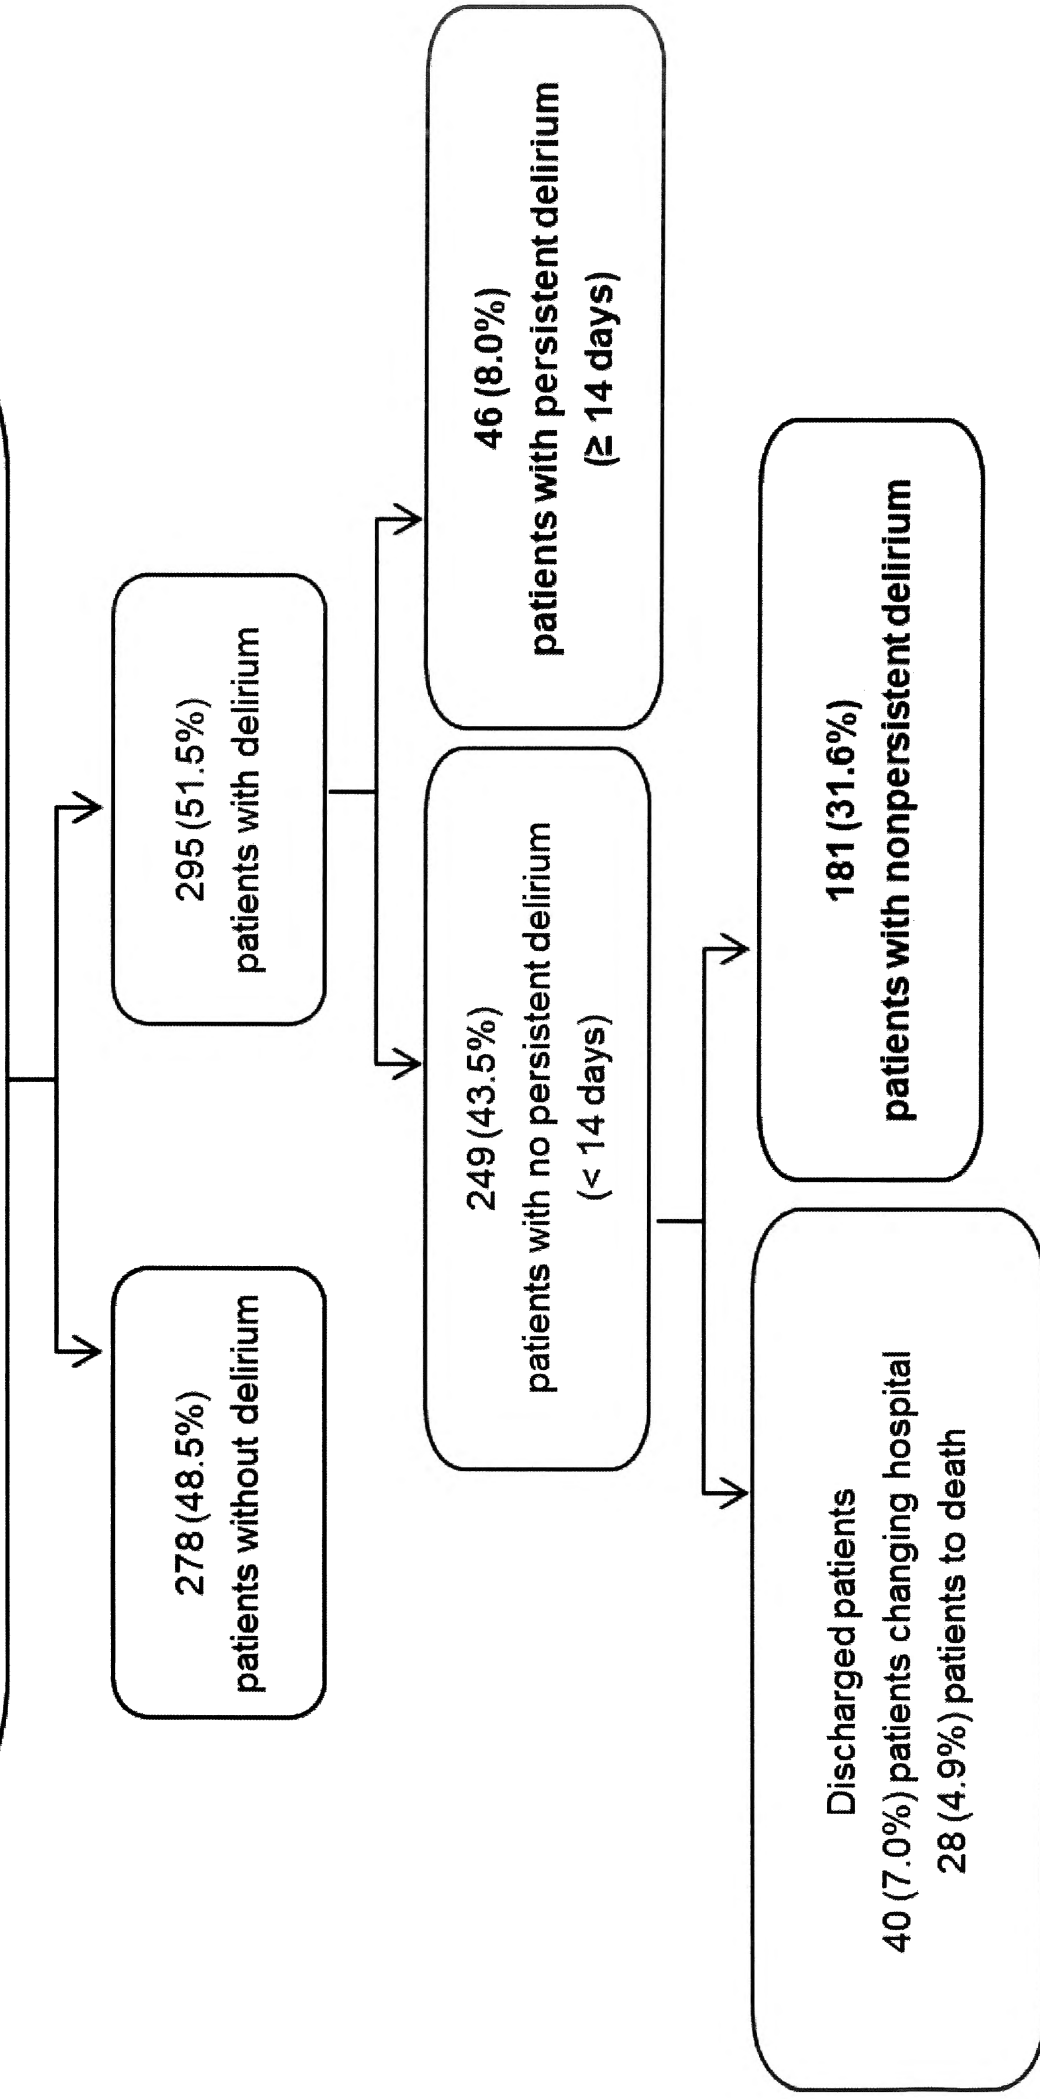 278 (48.5%)
patients without delirium
295 (51.5%)
patients with delirium
249 (43.5%)
patients with no persistent delirium
(< 14 days)
46 (8.0%)
patients with persistent delirium
(≥ 14 days)
Discharged patients
40 (7.0%) patients changing hospital
28 (4.9%) patients to death
181 (31.6%)
patients with nonpersistent delirium